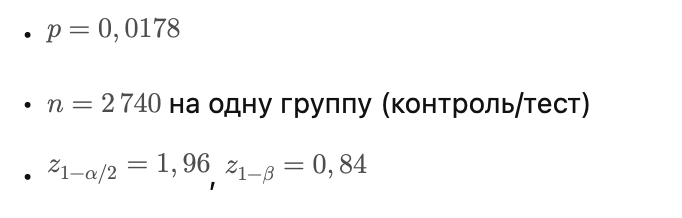 • p = 0,0178
• n = 2 740 на одну группу (контроль/тест)
• z₁₋α/₂ = 1,96, z₁₋β = 0,84